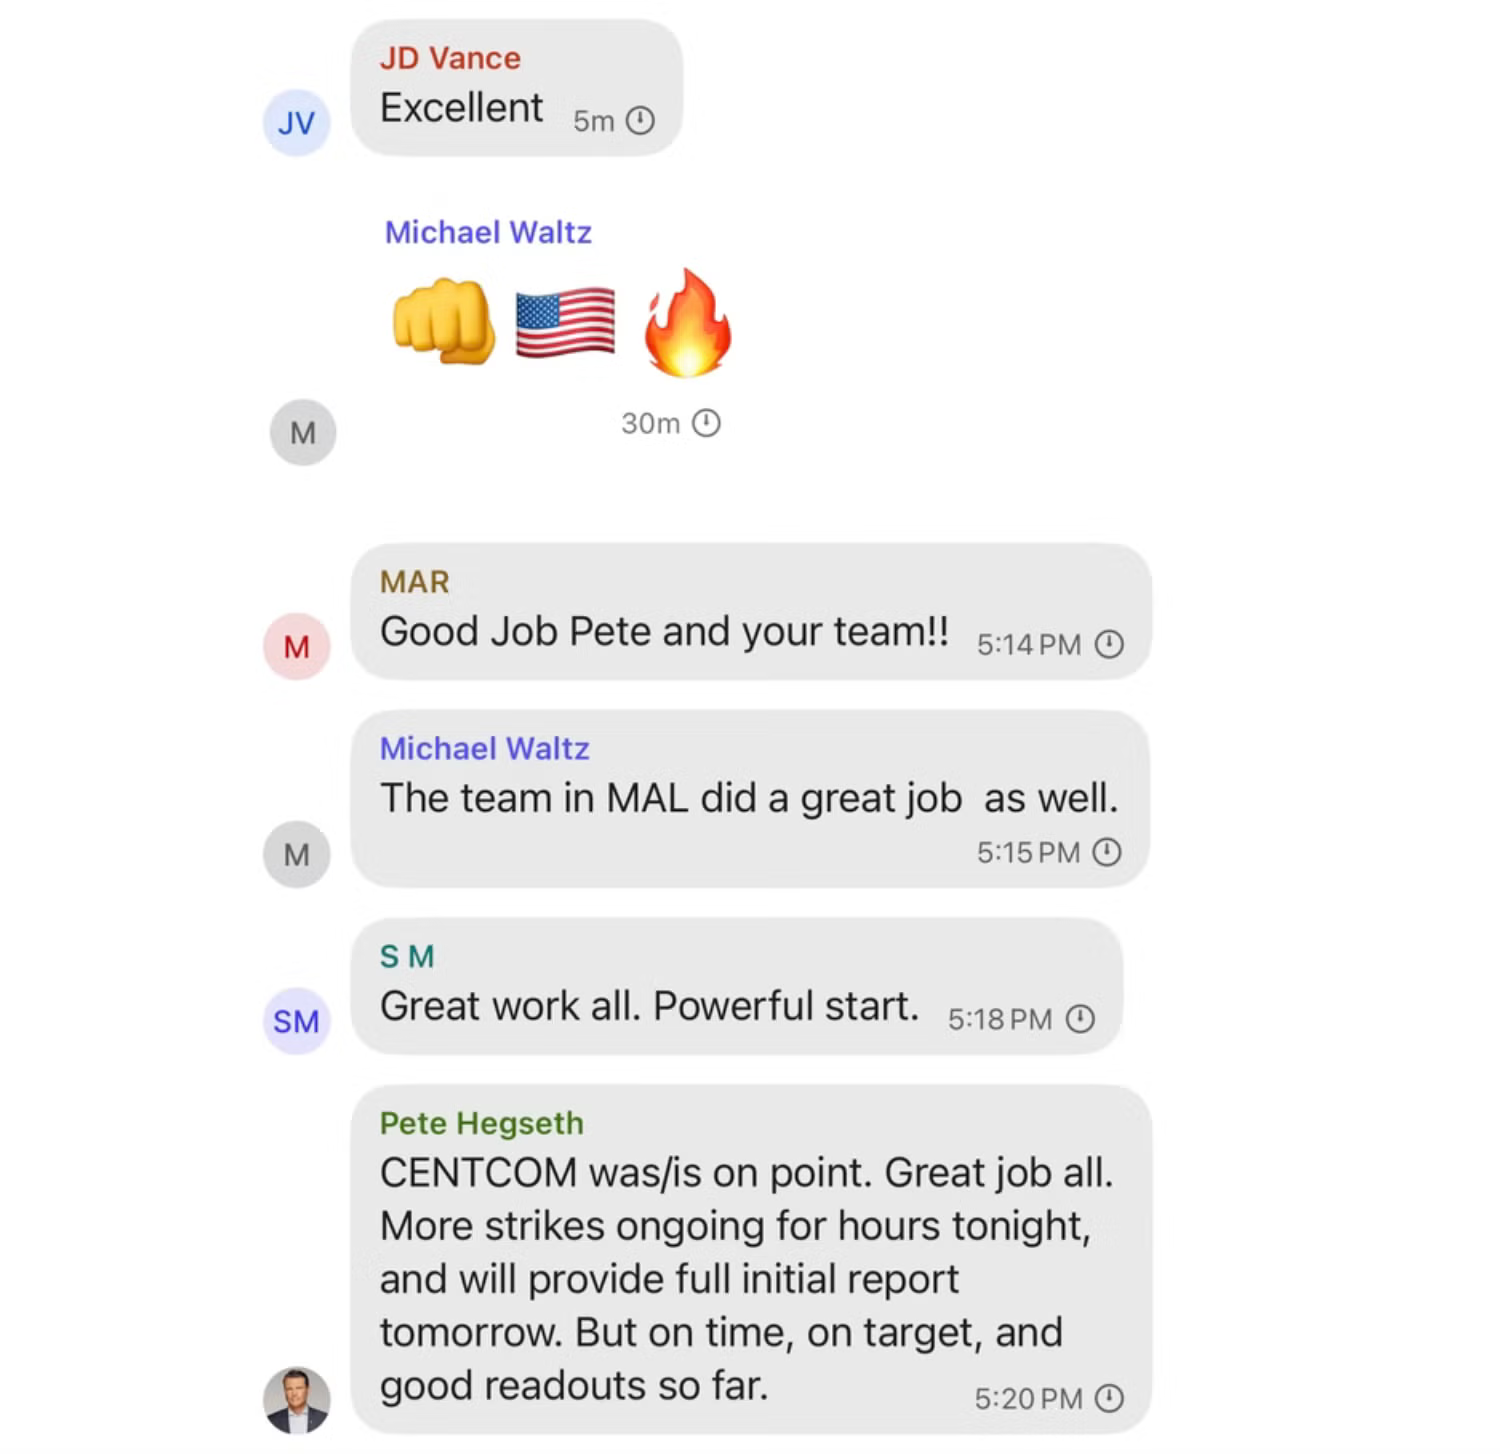 JD Vance
Excellent 5m
JV
Michael Waltz
👊🇺🇸🔥
30m
M
MAR
Good Job Pete and your team!! 5:14 PM
M
Michael Waltz
The team in MAL did a great job  as well.
5:15 PM
M
S M
Great work all. Powerful start. 5:18 PM
SM
Pete Hegseth
CENTCOM was/is on point. Great job all.
More strikes ongoing for hours tonight,
and will provide full initial report
tomorrow. But on time, on target, and
good readouts so far. 5:20 PM